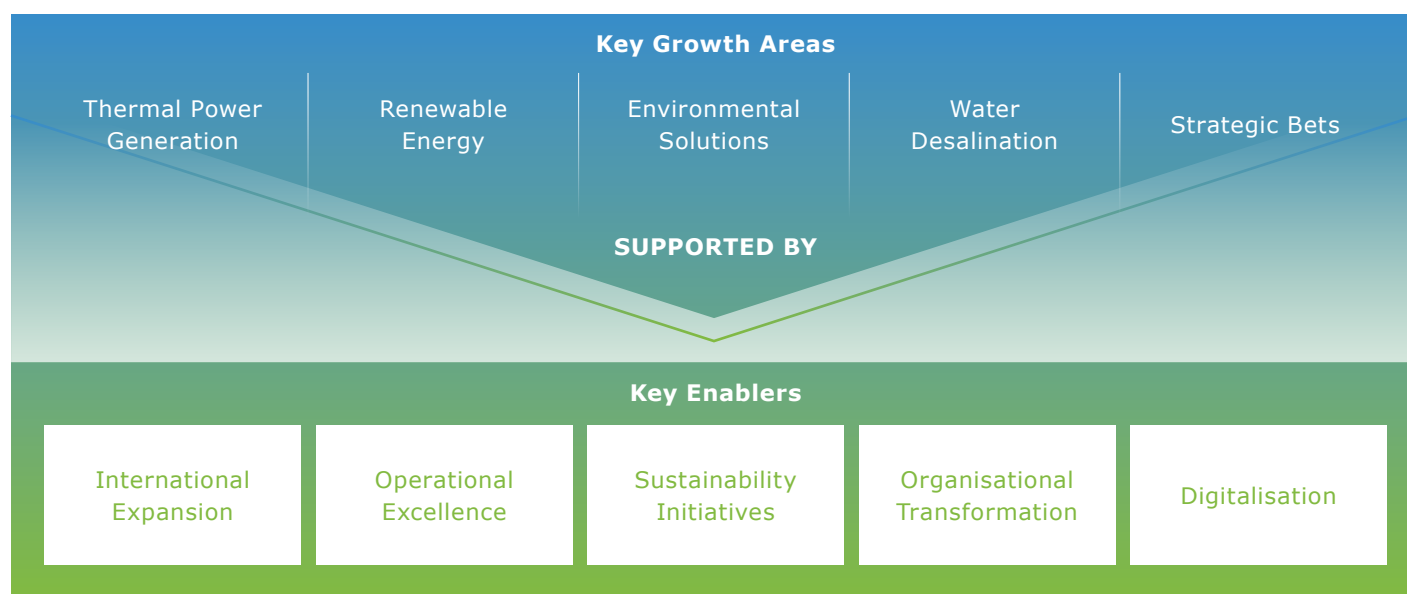 Key Growth Areas
Thermal Power
Generation
Renewable
Energy
Environmental
Solutions
Water
Desalination
Strategic Bets
SUPPORTED BY
Key Enablers
International
Expansion
Operational
Excellence
Sustainability
Initiatives
Organisational
Transformation
Digitalisation